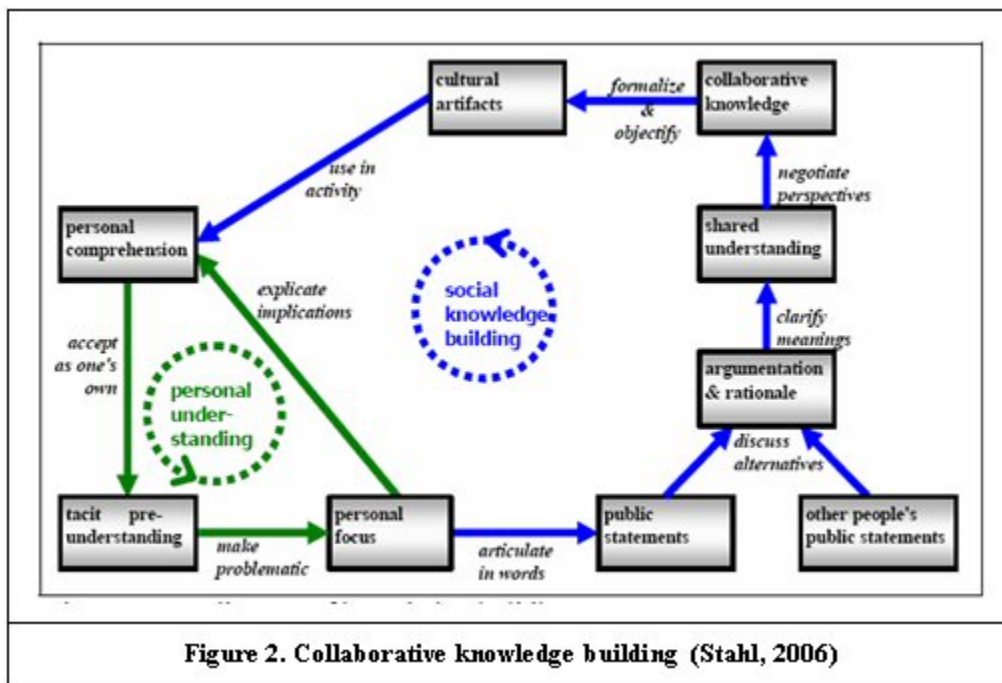 cultural
artifacts
formalize
&
objectify
collaborative
knowledge
use in
activity
negotiate
perspectives
personal
comprehension
shared
understanding
explicate
implications
social
knowledge
building
clarify
meanings
accept
as one's
own
personal
under-
standing
argumentation
& rationale
discuss
alternatives
tacit pre-
understanding
make
problematic
personal
focus
articulate
in words
public
statements
other people's
public statements
Figure 2. Collaborative knowledge building (Stahl, 2006)